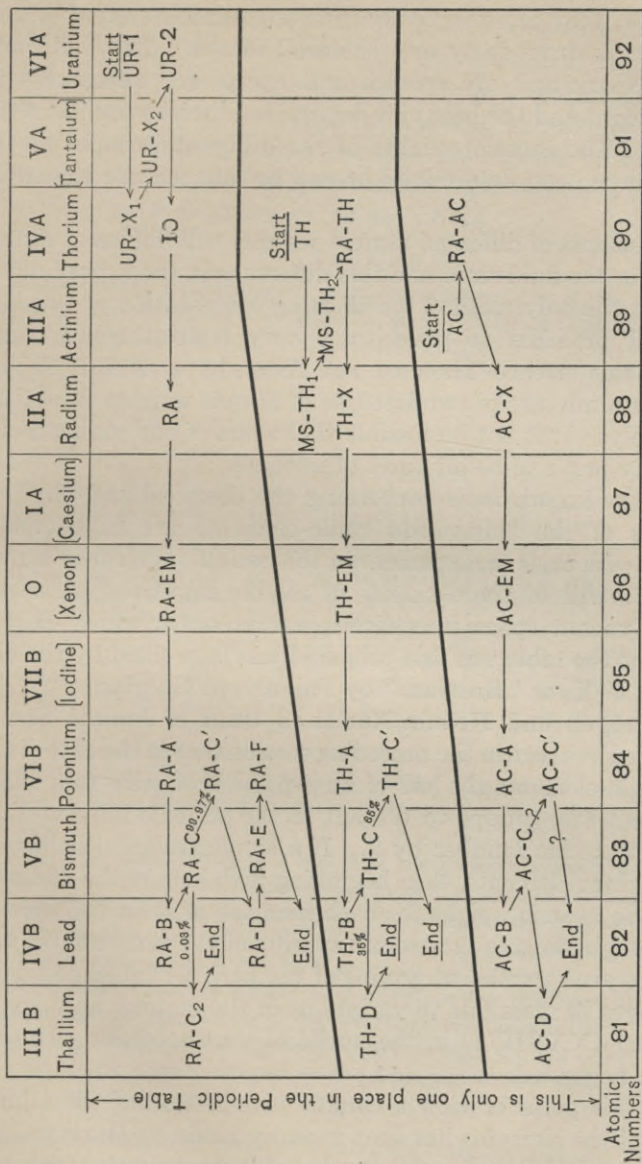 III B IV B V B VI B VII B O I A II A III A IV A V A VI A
Thallium Lead Bismuth Polonium [Iodine] [Xenon] [Caesium] Radium Actinium Thorium [Tantalum] Uranium
Start
UR-X₁ UR-1
UR-X₂
RA-B RA-A RA-EM RA IO UR-2
0.03% 99.97%
RA-C₂ RA-C
End RA-C′
RA-D RA-E RA-F
End
Start
MS-TH₁ TH
MS-TH₂
TH-B TH-A TH-EM TH-X RA-TH
35% 65%
TH-D TH-C
End TH-C′
End
Start
AC RA-AC
AC-B AC-A AC-EM AC-X
AC-C ?
AC-D ? AC-C′
End
This is only one place in the Periodic Table
Atomic
Numbers
81 82 83 84 85 86 87 88 89 90 91 92